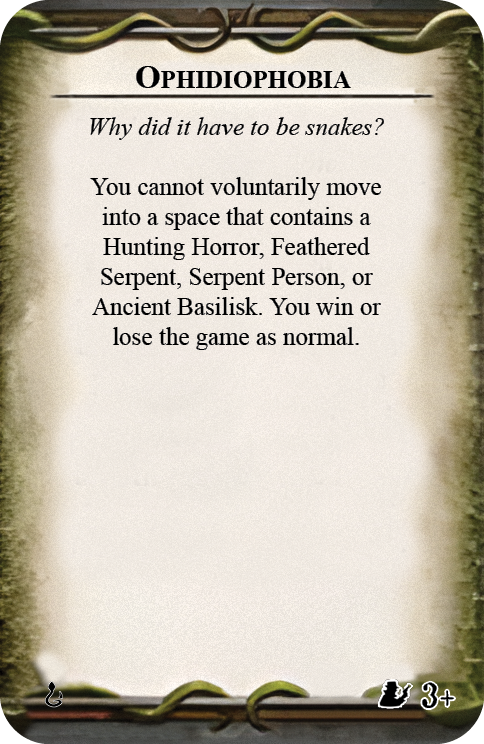 OPHIDIOPHOBIA
Why did it have to be snakes?
You cannot voluntarily move
into a space that contains a
Hunting Horror, Feathered
Serpent, Serpent Person, or
Ancient Basilisk. You win or
lose the game as normal.
3+